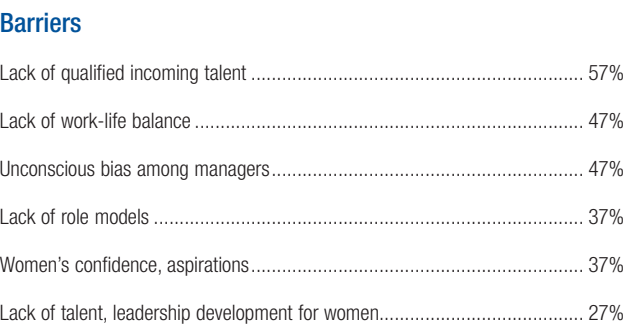 Barriers
Lack of qualified incoming talent ................................................................ 57%
Lack of work-life balance ........................................................................... 47%
Unconscious bias among managers............................................................. 47%
Lack of role models ................................................................................... 37%
Women’s confidence, aspirations................................................................. 37%
Lack of talent, leadership development for women....................................... 27%